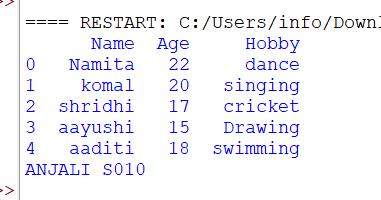 >>
==== RESTART: C:/Users/info/Downl
Name Age Hobby
0 Namita 22 dance
1 komal 20 singing
2 shridhi 17 cricket
3 aayushi 15 Drawing
4 aaditi 18 swimming
ANJALI S010
>>